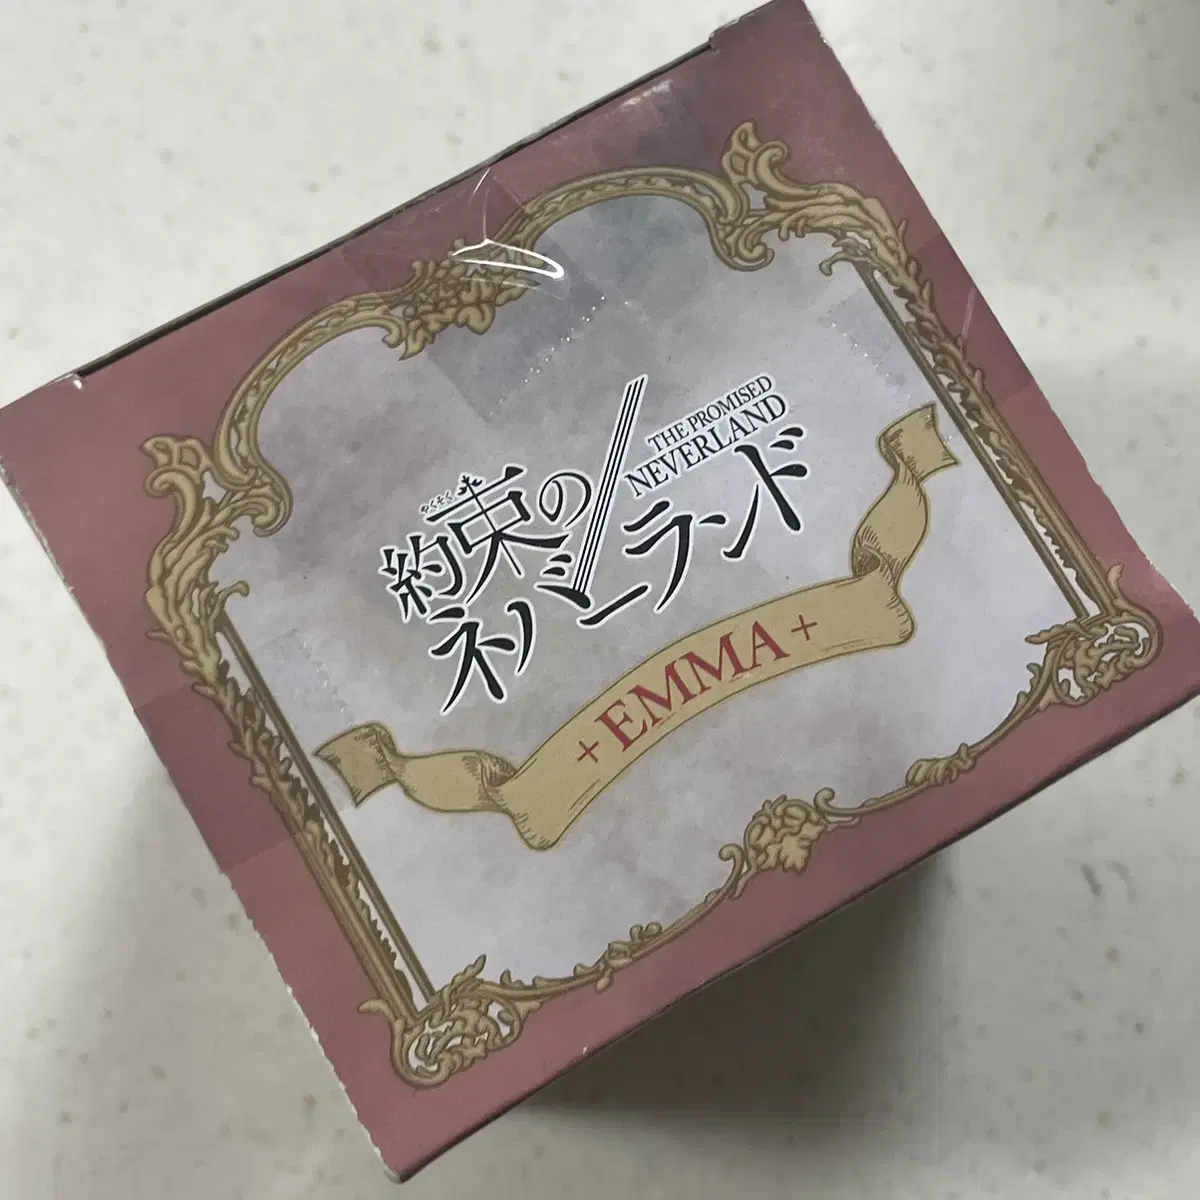 やくそく
約束の
ネバーランド
THE PROMISED
NEVERLAND
+ EMMA +